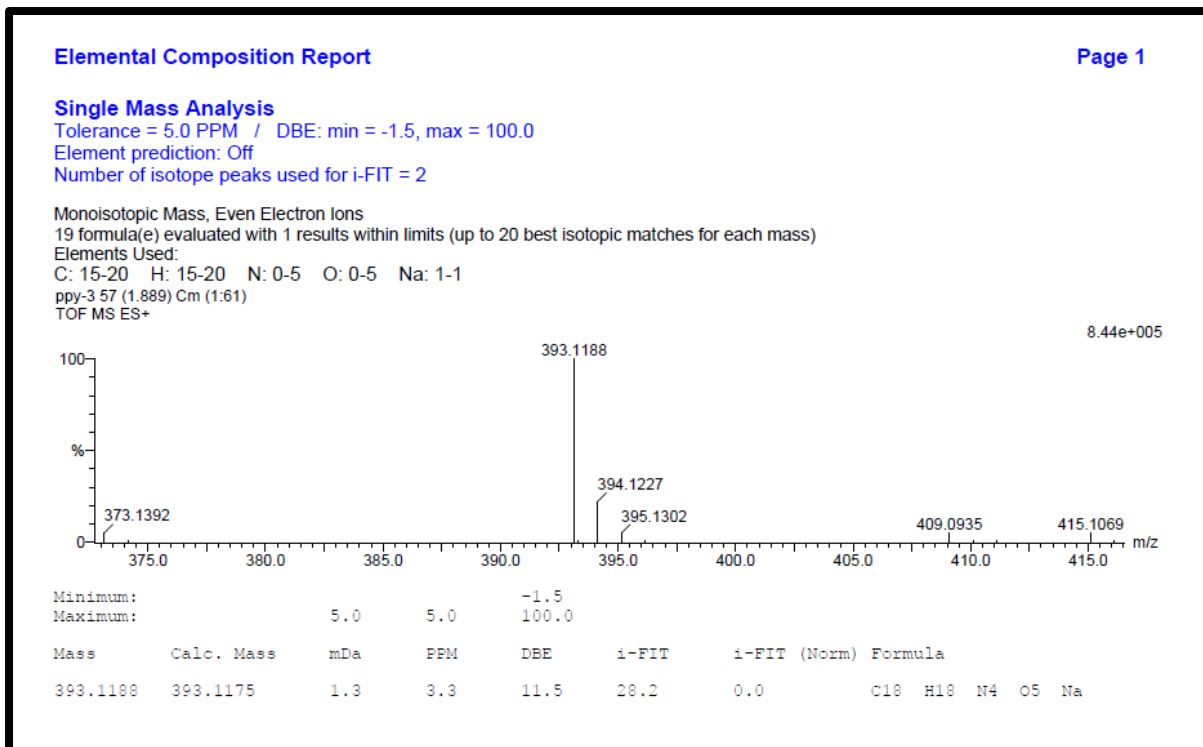 Elemental Composition Report Page 1
Single Mass Analysis
Tolerance = 5.0 PPM / DBE: min = -1.5, max = 100.0
Element prediction: Off
Number of isotope peaks used for i-FIT = 2
Monoisotopic Mass, Even Electron Ions
19 formula(e) evaluated with 1 results within limits (up to 20 best isotopic matches for each mass)
Elements Used:
C: 15-20 H: 15-20 N: 0-5 O: 0-5 Na: 1-1
ppy-3 57 (1.889) Cm (1:61)
TOF MS ES+
8.44e+005
393.1188
100
%
394.1227
373.1392
395.1302
409.0935
415.1069
0
m/z
375.0 380.0 385.0 390.0 395.0 400.0 405.0 410.0 415.0
Minimum: -1.5
Maximum: 5.0 5.0 100.0
Mass Calc. Mass mDa PPM DBE i-FIT i-FIT (Norm) Formula
393.1188 393.1175 1.3 3.3 11.5 28.2 0.0 C18 H18 N4 O5 Na